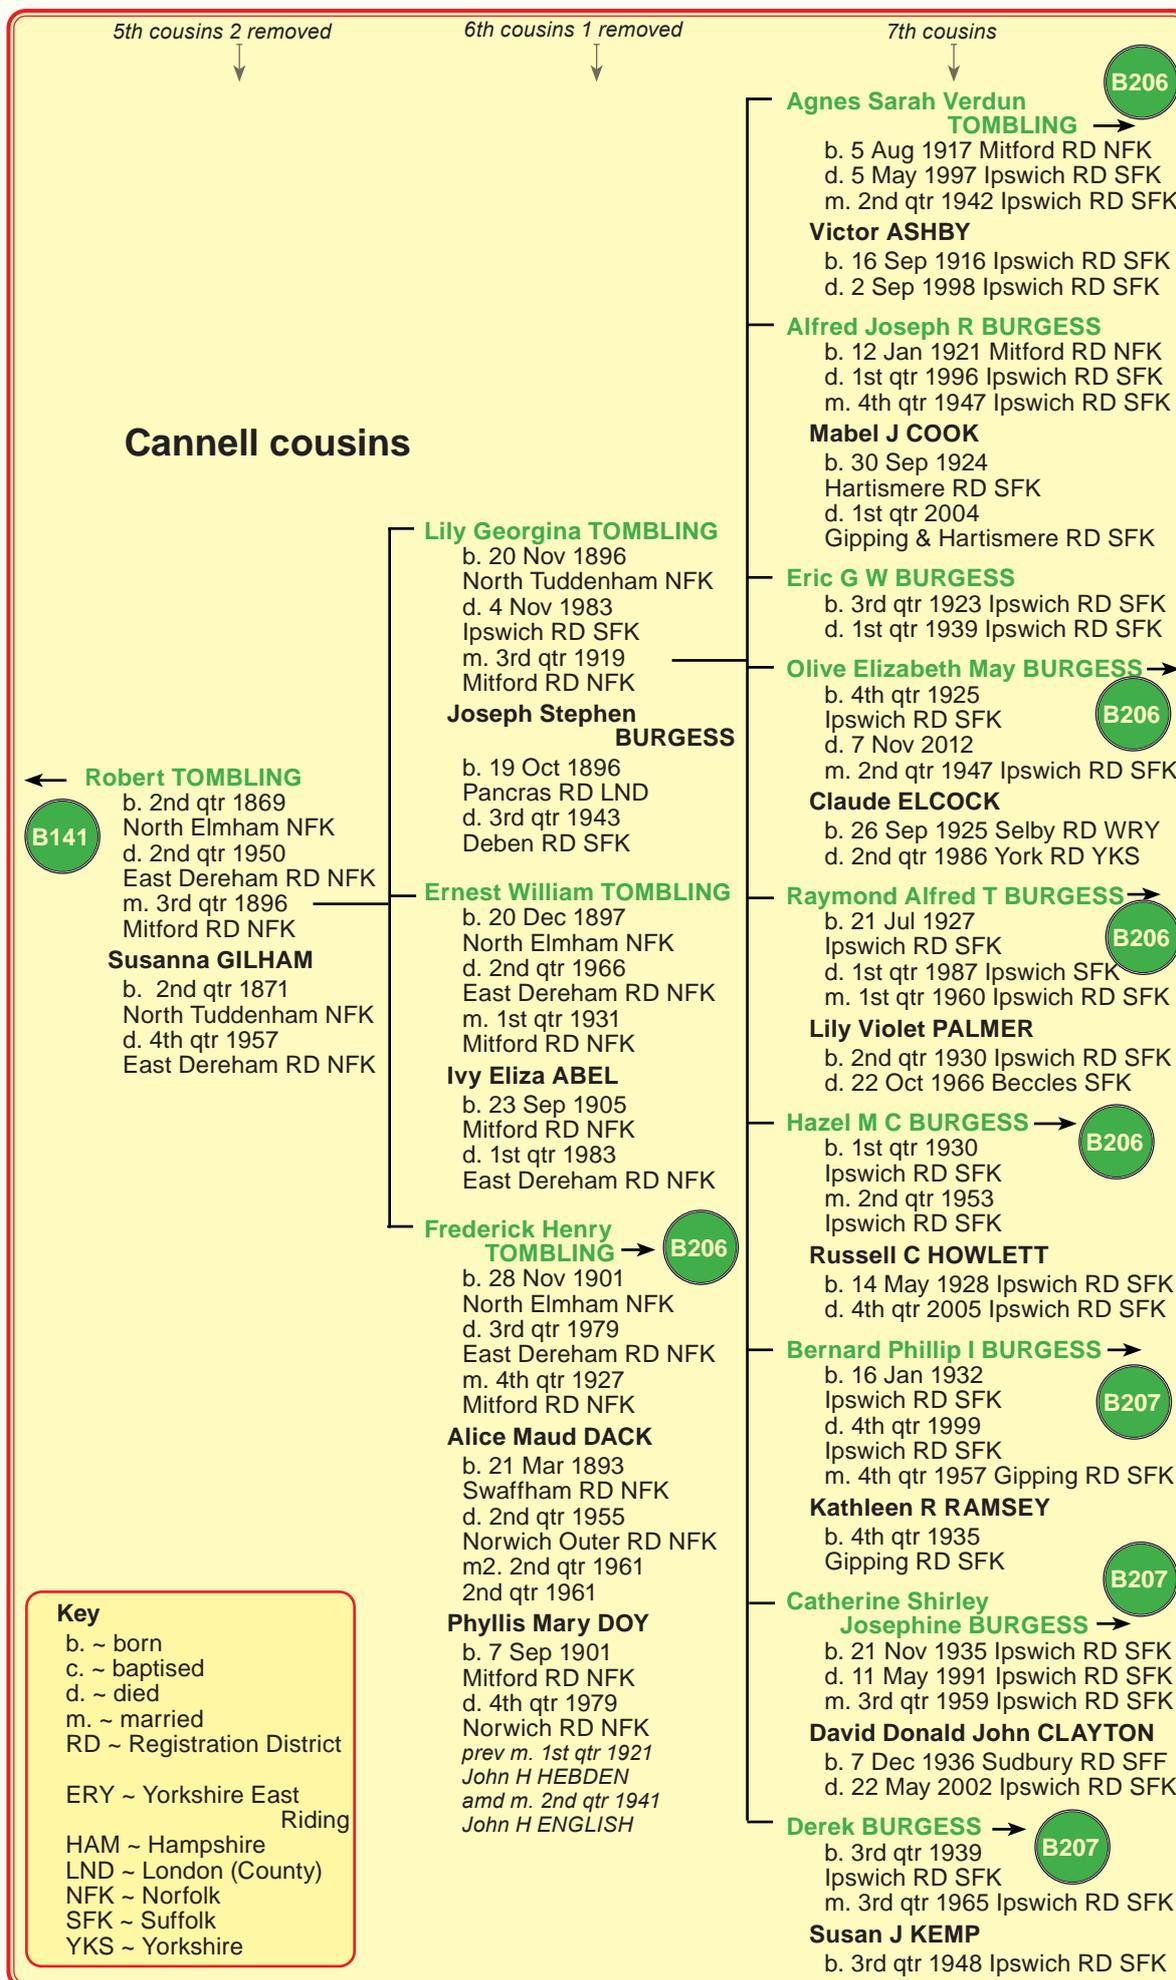 5th cousins 2 removed
6th cousins 1 removed
7th cousins
Cannell cousins
Robert TOMBLING
B141
b. 2nd qtr 1869
North Elmham NFK
d. 2nd qtr 1950
East Dereham RD NFK
m. 3rd qtr 1896
Mitford RD NFK
Susanna GILHAM
b.  2nd qtr 1871
North Tuddenham NFK
d. 4th qtr 1957
East Dereham RD NFK
Key
b. ~ born
c. ~ baptised
d. ~ died
m. ~ married
RD ~ Registration District
ERY ~ Yorkshire East
Riding
HAM ~ Hampshire
LND ~ London (County)
NFK ~ Norfolk
SFK ~ Suffolk
YKS ~ Yorkshire
Lily Georgina TOMBLING
b. 20 Nov 1896
North Tuddenham NFK
d. 4 Nov 1983
Ipswich RD SFK
m. 3rd qtr 1919
Mitford RD NFK
Joseph Stephen
BURGESS
b. 19 Oct 1896
Pancras RD LND
d. 3rd qtr 1943
Deben RD SFK
Ernest William TOMBLING
b. 20 Dec 1897
North Elmham NFK
d. 2nd qtr 1966
East Dereham RD NFK
m. 1st qtr 1931
Mitford RD NFK
Ivy Eliza ABEL
b. 23 Sep 1905
Mitford RD NFK
d. 1st qtr 1983
East Dereham RD NFK
Frederick Henry
TOMBLING
B206
b. 28 Nov 1901
North Elmham NFK
d. 3rd qtr 1979
East Dereham RD NFK
m. 4th qtr 1927
Mitford RD NFK
Alice Maud DACK
b. 21 Mar 1893
Swaffham RD NFK
d. 2nd qtr 1955
Norwich Outer RD NFK
m2. 2nd qtr 1961
2nd qtr 1961
Phyllis Mary DOY
b. 7 Sep 1901
Mitford RD NFK
d. 4th qtr 1979
Norwich RD NFK
prev m. 1st qtr 1921
John H HEBDEN
amd m. 2nd qtr 1941
John H ENGLISH
B206
Agnes Sarah Verdun
TOMBLING
b. 5 Aug 1917 Mitford RD NFK
d. 5 May 1997 Ipswich RD SFK
m. 2nd qtr 1942 Ipswich RD SFK
Victor ASHBY
b. 16 Sep 1916 Ipswich RD SFK
d. 2 Sep 1998 Ipswich RD SFK
Alfred Joseph R BURGESS
b. 12 Jan 1921 Mitford RD NFK
d. 1st qtr 1996 Ipswich RD SFK
m. 4th qtr 1947 Ipswich RD SFK
Mabel J COOK
b. 30 Sep 1924
Hartismere RD SFK
d. 1st qtr 2004
Gipping & Hartismere RD SFK
Eric G W BURGESS
b. 3rd qtr 1923 Ipswich RD SFK
d. 1st qtr 1939 Ipswich RD SFK
Olive Elizabeth May BURGESS
B206
b. 4th qtr 1925
Ipswich RD SFK
d. 7 Nov 2012
m. 2nd qtr 1947 Ipswich RD SFK
Claude ELCOCK
b. 26 Sep 1925 Selby RD WRY
d. 2nd qtr 1986 York RD YKS
Raymond Alfred T BURGESS
B206
b. 21 Jul 1927
Ipswich RD SFK
d. 1st qtr 1987 Ipswich SFK
m. 1st qtr 1960 Ipswich RD SFK
Lily Violet PALMER
b. 2nd qtr 1930 Ipswich RD SFK
d. 22 Oct 1966 Beccles SFK
Hazel M C BURGESS
B206
b. 1st qtr 1930
Ipswich RD SFK
m. 2nd qtr 1953
Ipswich RD SFK
Russell C HOWLETT
b. 14 May 1928 Ipswich RD SFK
d. 4th qtr 2005 Ipswich RD SFK
Bernard Phillip I BURGESS
B207
b. 16 Jan 1932
Ipswich RD SFK
d. 4th qtr 1999
Ipswich RD SFK
m. 4th qtr 1957 Gipping RD SFK
Kathleen R RAMSEY
b. 4th qtr 1935
Gipping RD SFK
B207
Catherine Shirley
Josephine BURGESS
b. 21 Nov 1935 Ipswich RD SFK
d. 11 May 1991 Ipswich RD SFK
m. 3rd qtr 1959 Ipswich RD SFK
David Donald John CLAYTON
b. 7 Dec 1936 Sudbury RD SFF
d. 22 May 2002 Ipswich RD SFK
Derek BURGESS
B207
b. 3rd qtr 1939
Ipswich RD SFK
m. 3rd qtr 1965 Ipswich RD SFK
Susan J KEMP
b. 3rd qtr 1948 Ipswich RD SFK